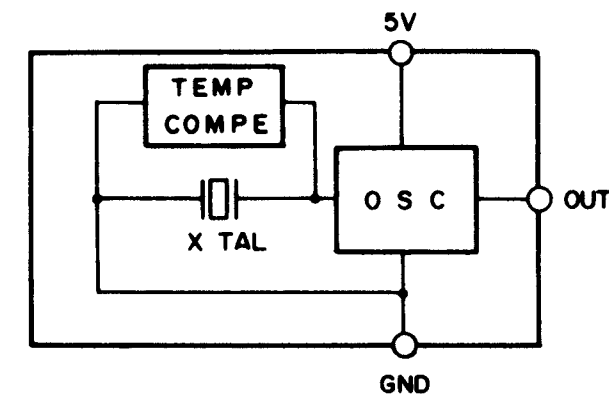 5V
TEMP
COMPE
O S C
OUT
X TAL
GND